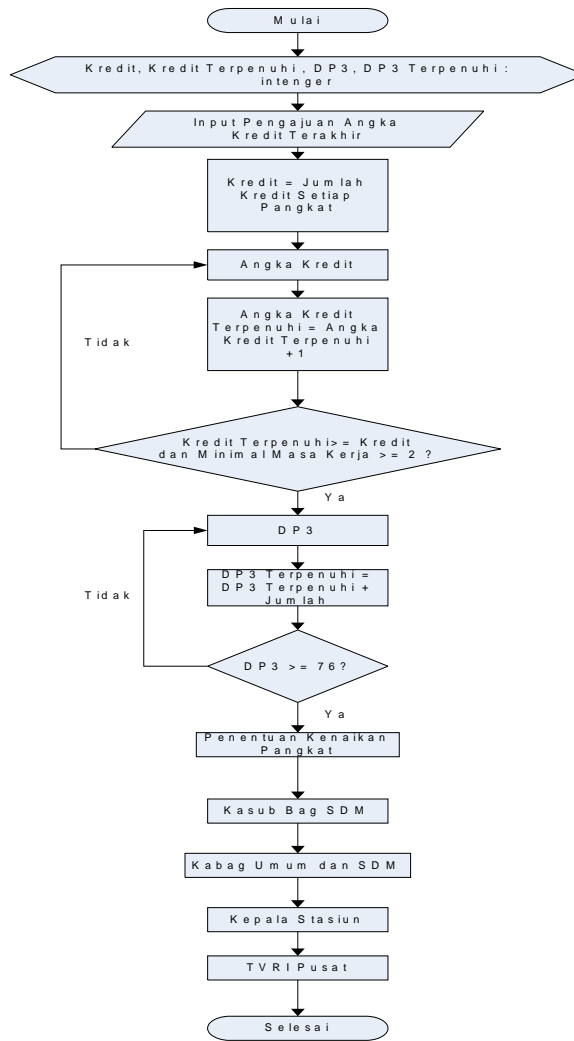 Mulai
Kredit, Kredit Terpenuhi, DP3, DP3 Terpenuhi :
intenger
Input Pengajuan Angka
Kredit Terakhir
Kredit = Jumlah
Kredit Setiap
Pangkat
Angka Kredit
Angka Kredit
Terpenuhi = Angka
Kredit Terpenuhi
+1
Tidak
Kredit Terpenuhi>= Kredit
dan Minimal Masa Kerja >= 2 ?
Ya
DP3
DP3 Terpenuhi =
DP3 Terpenuhi +
Jumlah
Tidak
DP3 >= 76?
Ya
Penentuan Kenaikan
Pangkat
Kasub Bag SDM
Kabag Umum dan SDM
Kepala Stasiun
TVRI Pusat
Selesai